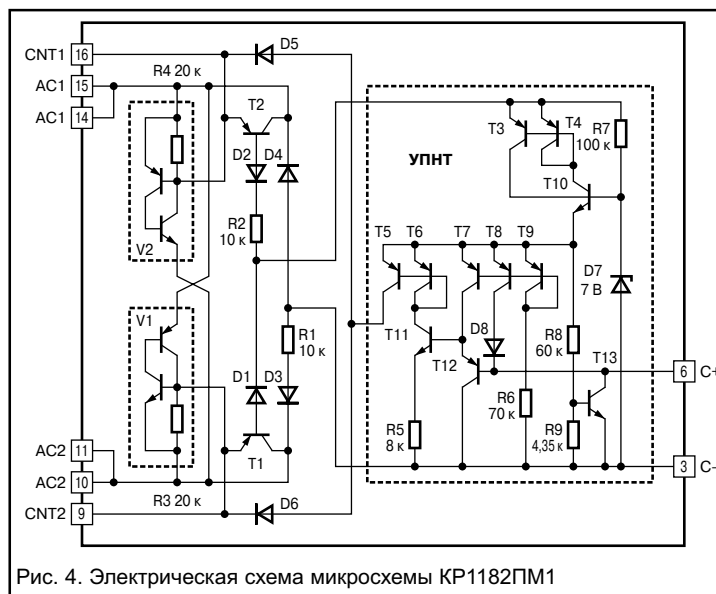 CNT1 16
D5
AC1 15
R4 20 к
AC1 14
T2
T3
T4
R7
100 к
УПНТ
D2 D4
T10
R2
10 к
T5 T6 T7 T8 T9
V2
D7
7 В
V1
R1
10 к
T11
D8
R8
60 к
T12
T13
6 C+
D1 D3
R6
70 к
R5
8 к
R9
4,35 к
AC2 11
AC2 10
T1
3 C-
R3 20 к
CNT2 9
D6
Рис. 4. Электрическая схема микросхемы КР1182ПМ1